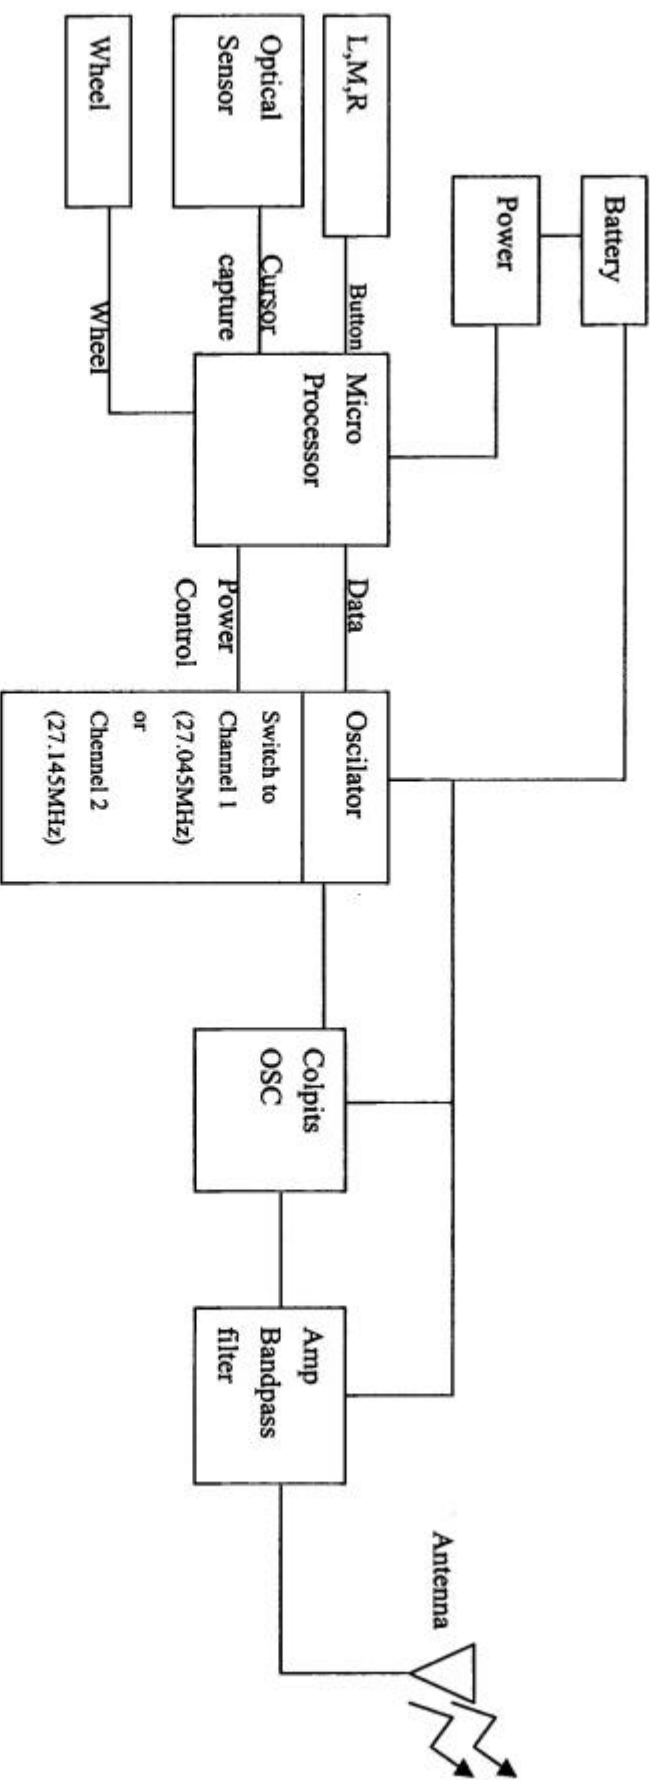 Battery
Power
L,M,R
Button
Optical
Sensor
Cursor
capture
Wheel
Wheel
Micro
Processor
Data
Power
Control
Oscilator
Switch to
Channel 1
(27.045MHz)
or
Chennel 2
(27.145MHz)
Colpits
OSC
Amp
Bandpass
filter
Antenna